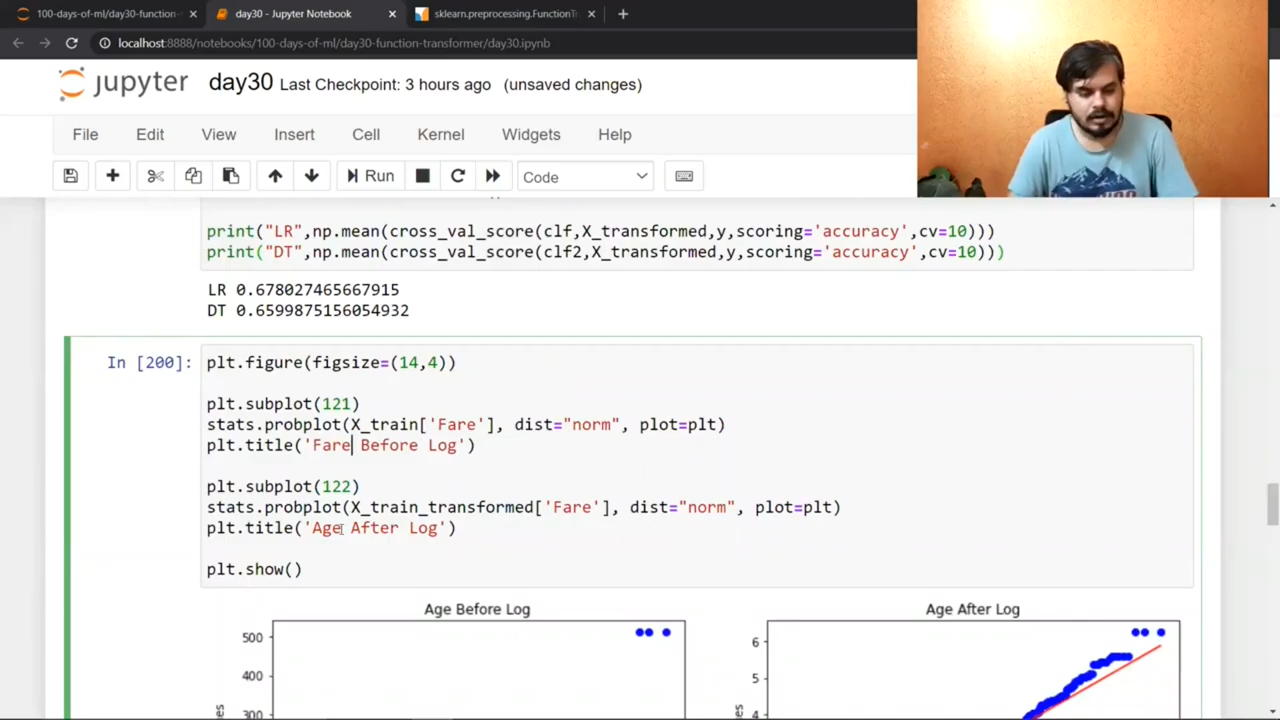 100-days-of-ml/day30-function-
day30 - Jupyter Notebook
sklearn.preprocessing.FunctionTr
localhost:8888/notebooks/100-days-of-ml/day30-function-transformer/day30.ipynb
jupyter day30 Last Checkpoint: 3 hours ago (unsaved changes)
File Edit View Insert Cell Kernel Widgets Help
Run Code
print("LR",np.mean(cross_val_score(clf,X_transformed,y,scoring='accuracy',cv=10)))
print("DT",np.mean(cross_val_score(clf2,X_transformed,y,scoring='accuracy',cv=10)))
LR 0.678027465667915
DT 0.6599875156054932
In [200]: plt.figure(figsize=(14,4))
plt.subplot(121)
stats.probplot(X_train['Fare'], dist="norm", plot=plt)
plt.title('Fare Before Log')
plt.subplot(122)
stats.probplot(X_train_transformed['Fare'], dist="norm", plot=plt)
plt.title('Age After Log')
plt.show()
Age Before Log
500
400
300
Age After Log
6
5
4